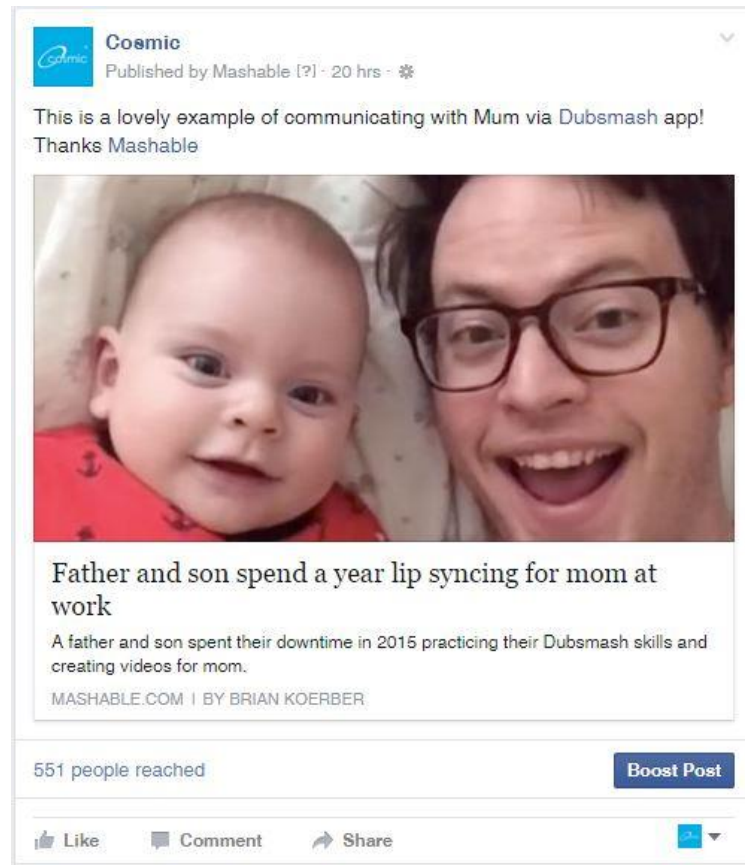 Cosmic
Cosmic
Published by Mashable [?] · 20 hrs ·
This is a lovely example of communicating with Mum via Dubsmash app!
Thanks Mashable
Father and son spend a year lip syncing for mom at
work
A father and son spent their downtime in 2015 practicing their Dubsmash skills and
creating videos for mom.
MASHABLE.COM | BY BRIAN KOERBER
551 people reached
Boost Post
Like Comment Share